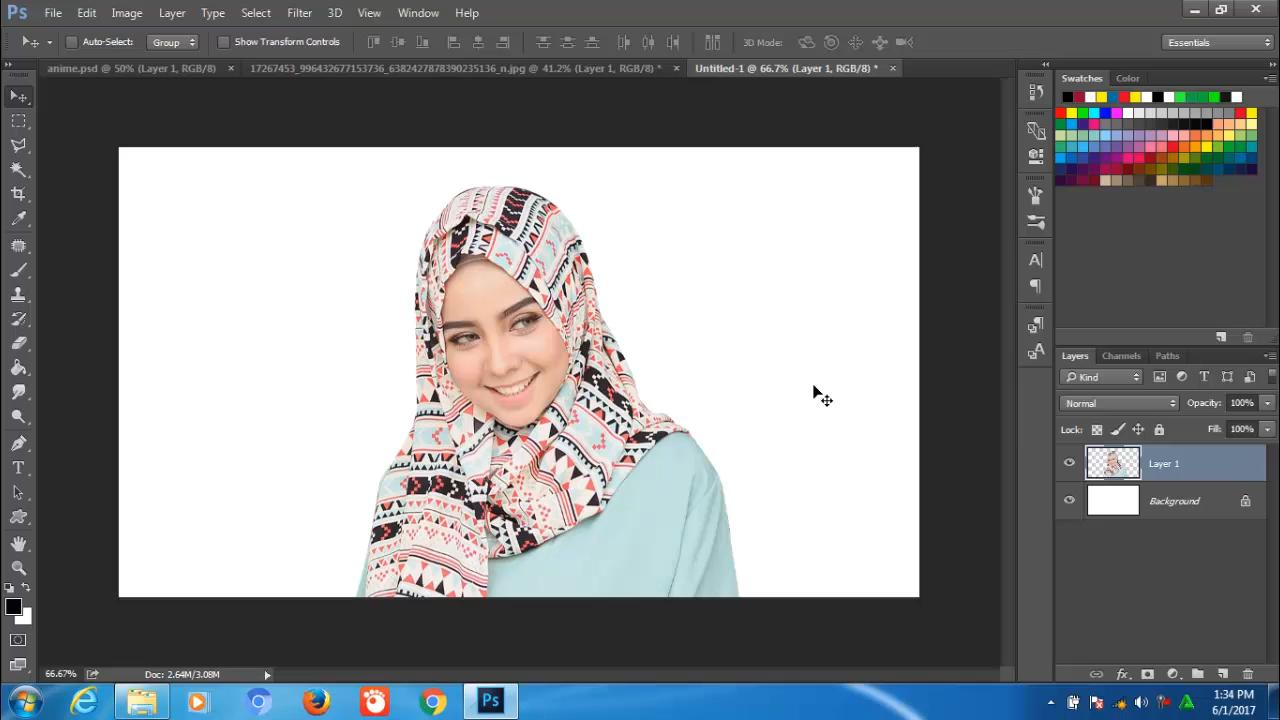 Ps File Edit Image Layer Type Select Filter 3D View Window Help
Auto-Select: Group Show Transform Controls 3D Mode: Essentials
anime.psd @ 50% (Layer 1, RGB/8) × 17267453_996432677153736_6382427878390235136_n.jpg @ 41.2% (Layer 1, RGB/8) * × Untitled-1 @ 66.7% (Layer 1, RGB/8) * ×
Swatches Color
Layers Channels Paths
Kind
Normal Opacity: 100%
Lock: Fill: 100%
Layer 1
Background
66.67% Doc: 2.64M/3.08M
Ps
1:34 PM
6/1/2017